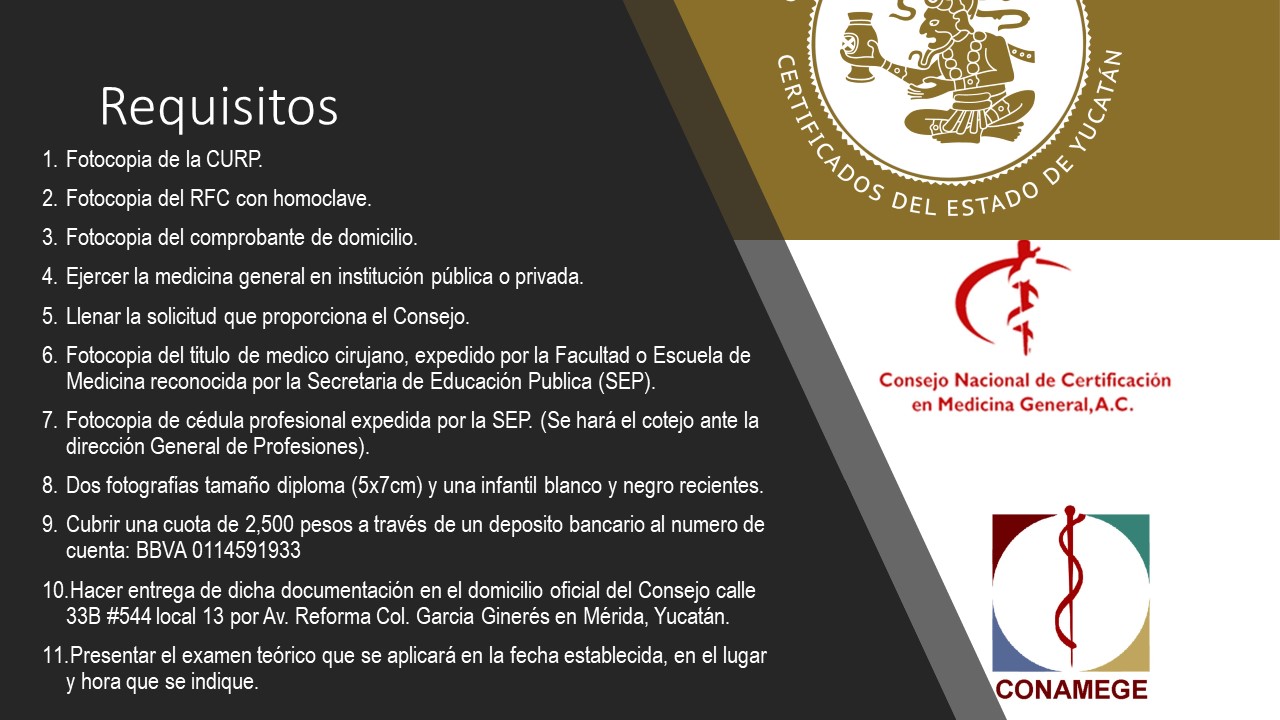 Requisitos
1. Fotocopia de la CURP.
2. Fotocopia del RFC con homoclave.
3. Fotocopia del comprobante de domicilio.
4. Ejercer la medicina general en institución pública o privada.
5. Llenar la solicitud que proporciona el Consejo.
6. Fotocopia del titulo de medico cirujano, expedido por la Facultad o Escuela de
Medicina reconocida por la Secretaria de Educación Publica (SEP).
7. Fotocopia de cédula profesional expedida por la SEP. (Se hará el cotejo ante la
dirección General de Profesiones).
8. Dos fotografías tamaño diploma (5x7cm) y una infantil blanco y negro recientes.
9. Cubrir una cuota de 2,500 pesos a través de un deposito bancario al numero de
cuenta: BBVA 0114591933
10.Hacer entrega de dicha documentación en el domicilio oficial del Consejo calle
33B #544 local 13 por Av. Reforma Col. Garcia Ginerés en Mérida, Yucatán.
11.Presentar el examen teórico que se aplicará en la fecha establecida, en el lugar
y hora que se indique.
CERTIFICADOS DEL ESTADO DE YUCATÁN
Consejo Nacional de Certificación
en Medicina General,A.C.
CONAMEGE